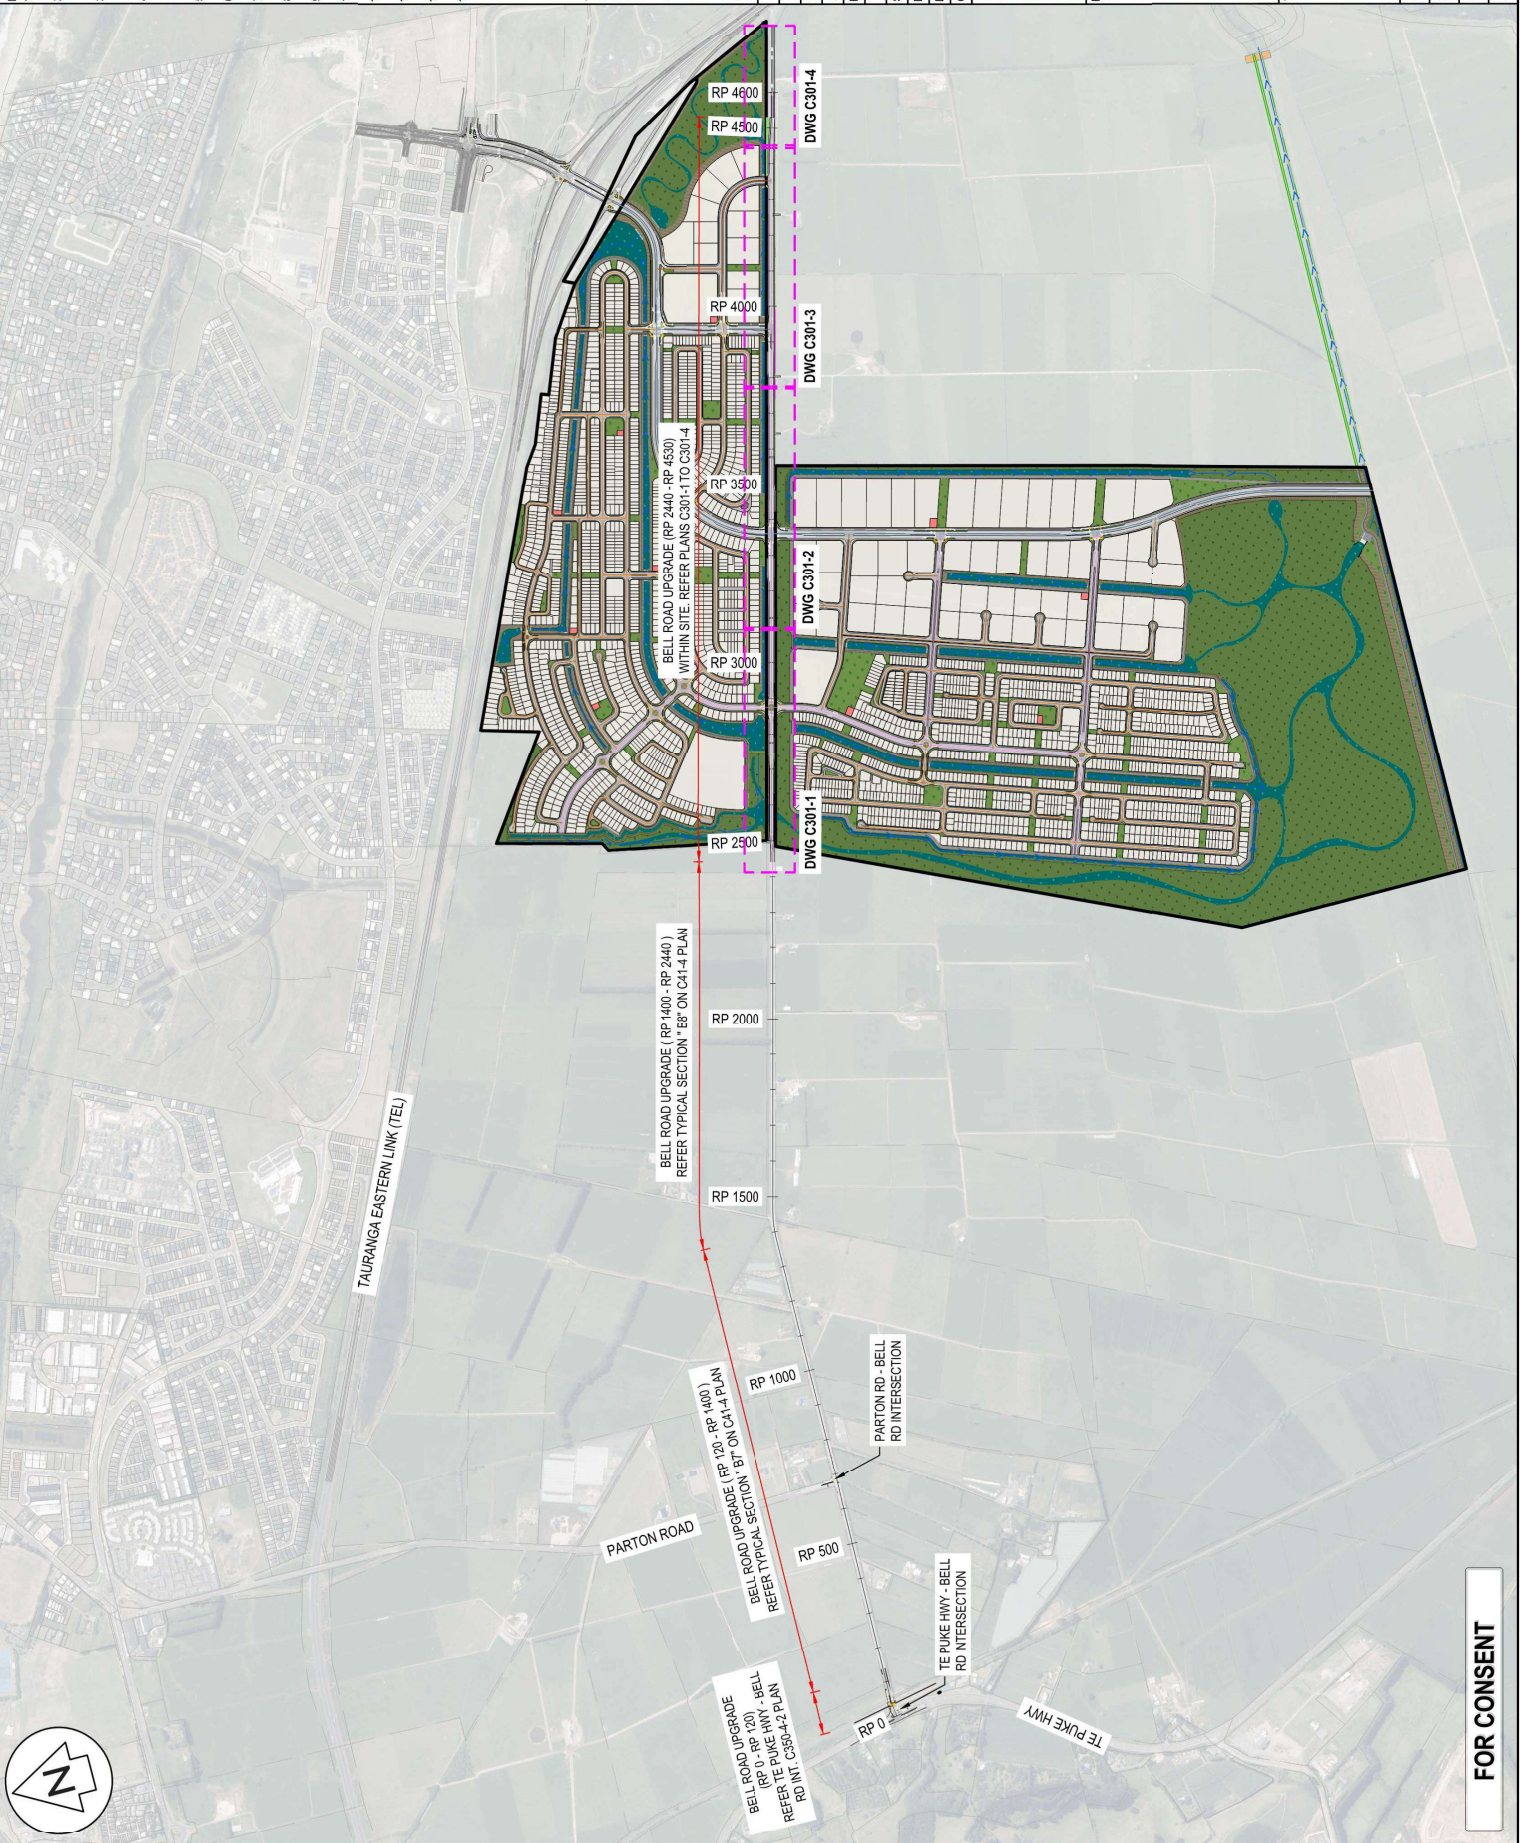 RP 4600
RP 4500
DWG C301-4
RP 4000
DWG C301-3
BELL ROAD UPGRADE (RP 2440 - RP 4530)
WITHIN SITE. REFER PLANS C301-1 TO C301-4
RP 3500
DWG C301-2
RP 3000
DWG C301-1
RP 2500
BELL ROAD UPGRADE ( RP 1400 - RP 2440 )
REFER TYPICAL SECTION " E8" ON C41-4 PLAN
RP 2000
TAURANGA EASTERN LINK (TEL)
RP 1500
BELL ROAD UPGRADE ( RP 120 - RP 1400 )
REFER TYPICAL SECTION ' B7" ON C41-4 PLAN
RP 1000
PARTON RD - BELL
RD INTERSECTION
PARTON ROAD
RP 500
TE PUKE HWY - BELL
RD NTERSECTION
BELL ROAD UPGRADE
(RP 0 - RP 120)
REFER TE PUKE HWY - BELL
RD INT. C350-4-2 PLAN
RP 0
TE PUKE HWY
N
FOR CONSENT